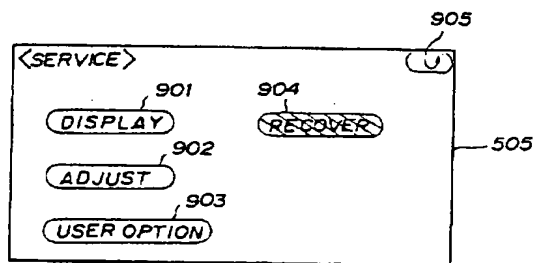 905
<SERVICE>
901
904
DISPLAY
RECOVER
505
902
ADJUST
903
USER OPTION